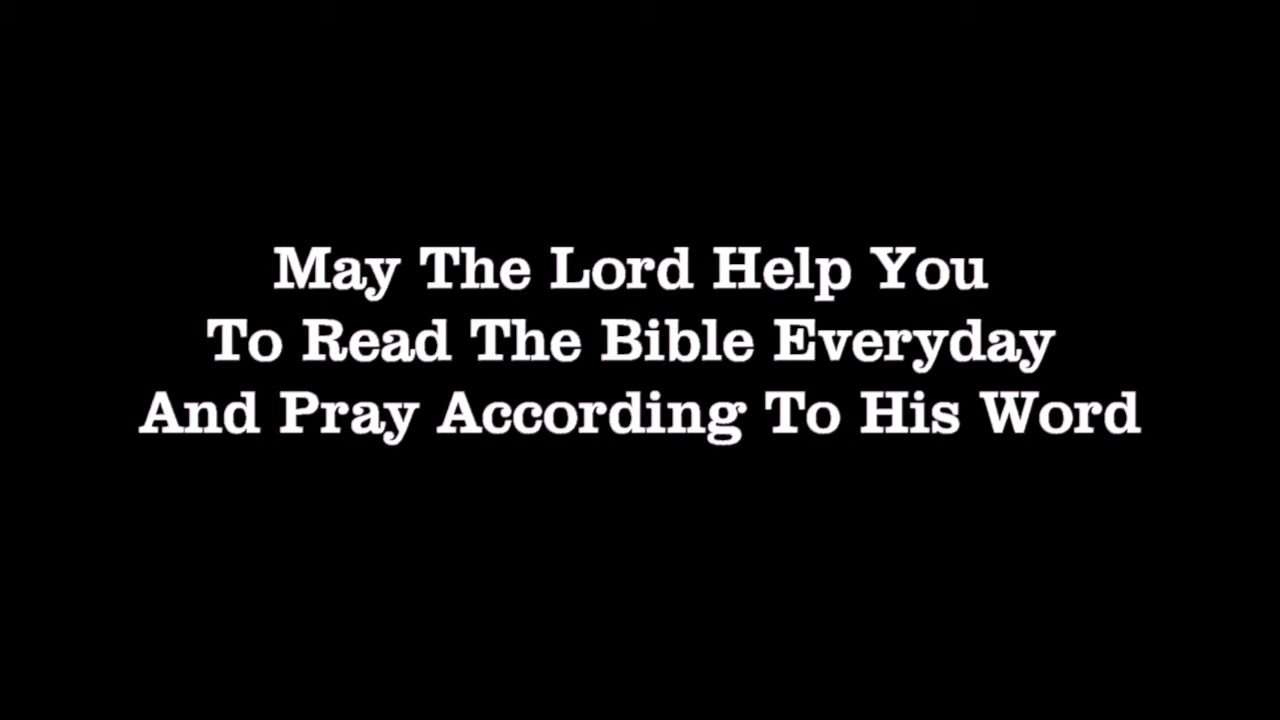 May The Lord Help You
To Read The Bible Everyday
And Pray According To His Word